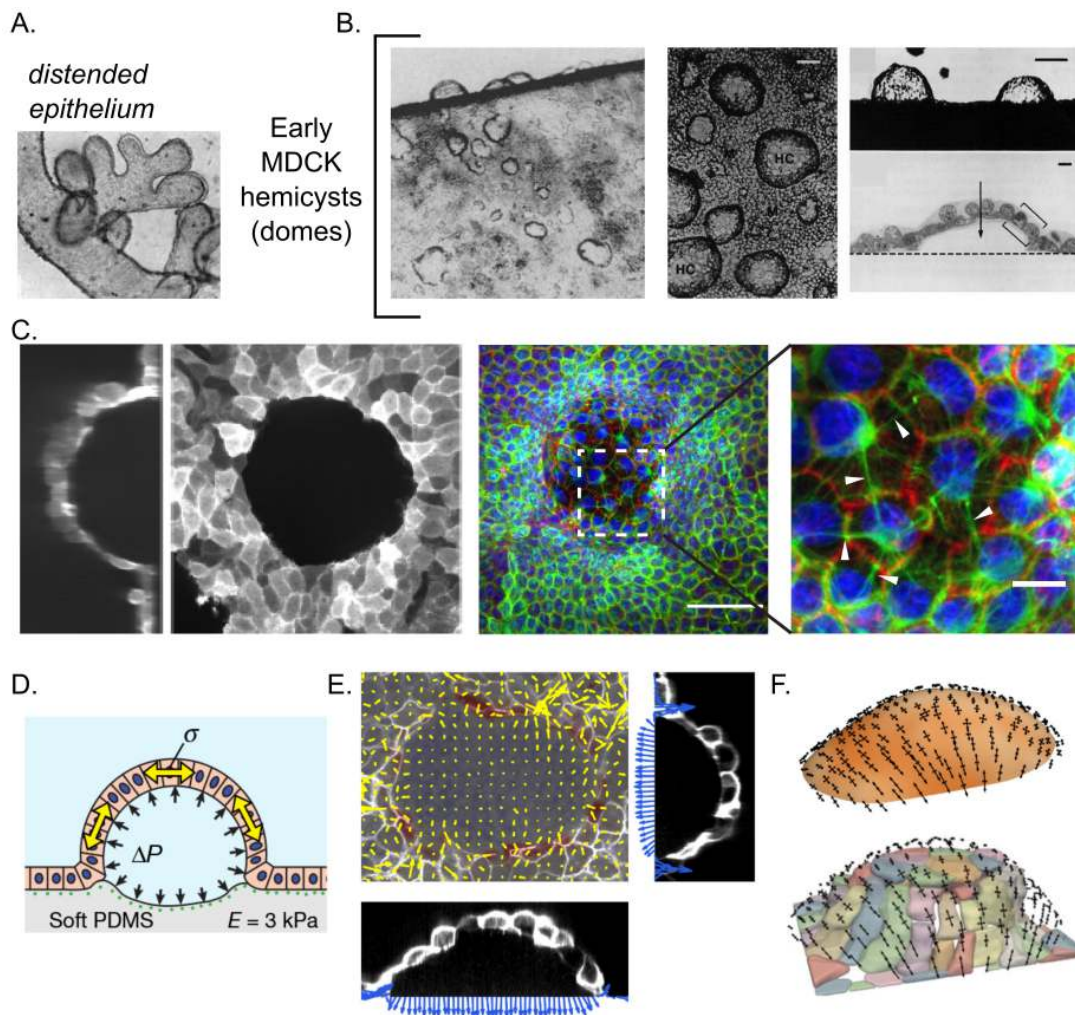 A.
distended
epithelium
B.
Early
MDCK
hemicysts
(domes)
HC
M
HC
C.
D.
σ
ΔP
Soft PDMS
E = 3 kPa
E.
F.